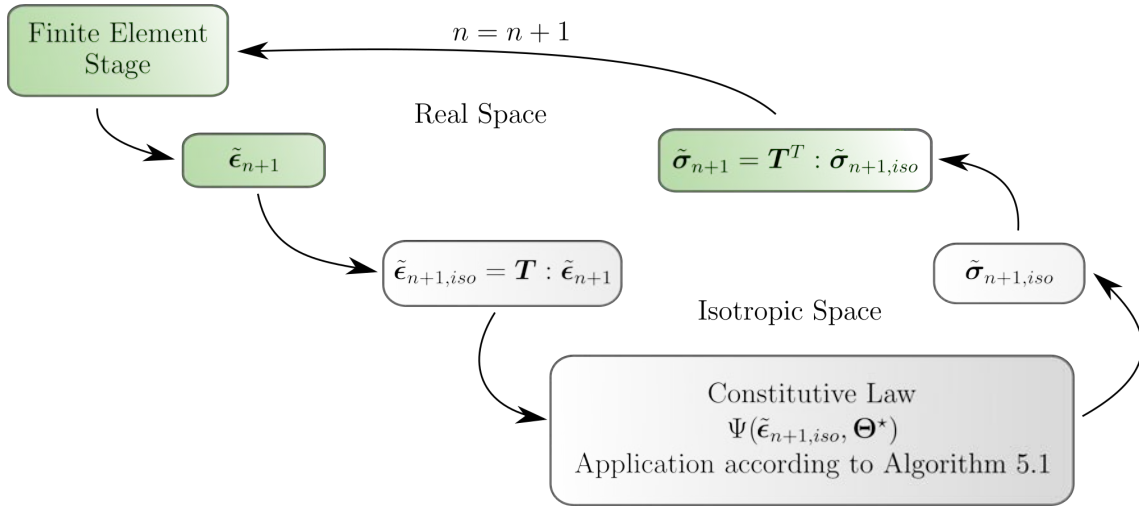 Finite Element
Stage
n = n + 1
Real Space
ϵ̃ₙ₊₁
σ̃ₙ₊₁ = Tᵀ : σ̃ₙ₊₁,ᵢₛₒ
ϵ̃ₙ₊₁,ᵢₛₒ = T : ϵ̃ₙ₊₁
σ̃ₙ₊₁,ᵢₛₒ
Isotropic Space
Constitutive Law
Ψ(ϵ̃ₙ₊₁,ᵢₛₒ, Θ⋆)
Application according to Algorithm 5.1